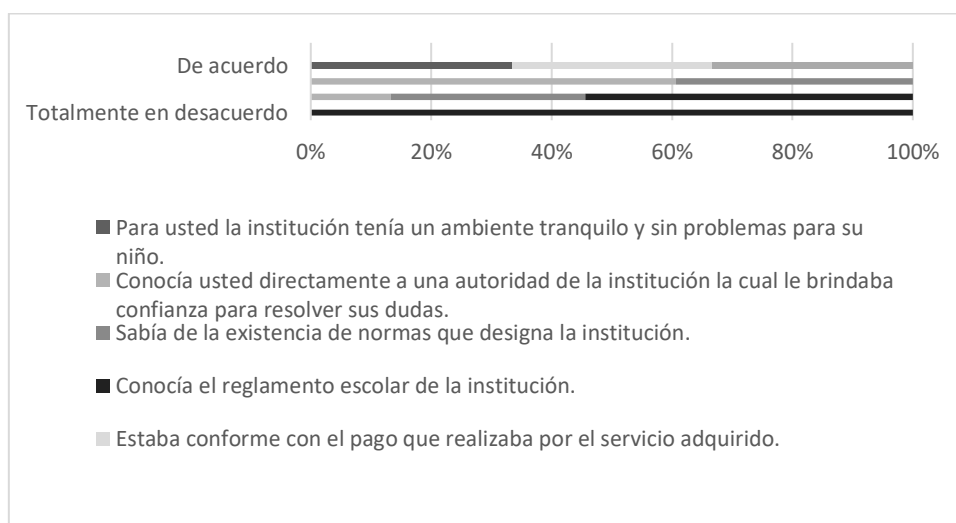 De acuerdo
Totalmente en desacuerdo
0% 20% 40% 60% 80% 100%
Para usted la institución tenía un ambiente tranquilo y sin problemas para su
niño.
Conocía usted directamente a una autoridad de la institución la cual le brindaba
confianza para resolver sus dudas.
Sabía de la existencia de normas que designa la institución.
Conocía el reglamento escolar de la institución.
Estaba conforme con el pago que realizaba por el servicio adquirido.